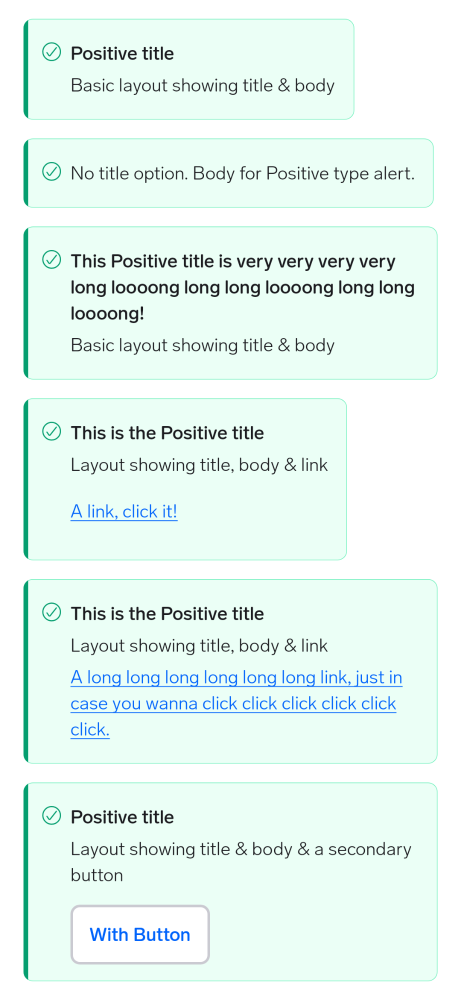 Positive title
Basic layout showing title & body
No title option. Body for Positive type alert.
This Positive title is very very very very
long loooong long long loooong long long
loooong!
Basic layout showing title & body
This is the Positive title
Layout showing title, body & link
A link, click it!
This is the Positive title
Layout showing title, body & link
A long long long long long long link, just in
case you wanna click click click click click
click.
Positive title
Layout showing title & body & a secondary
button
With Button